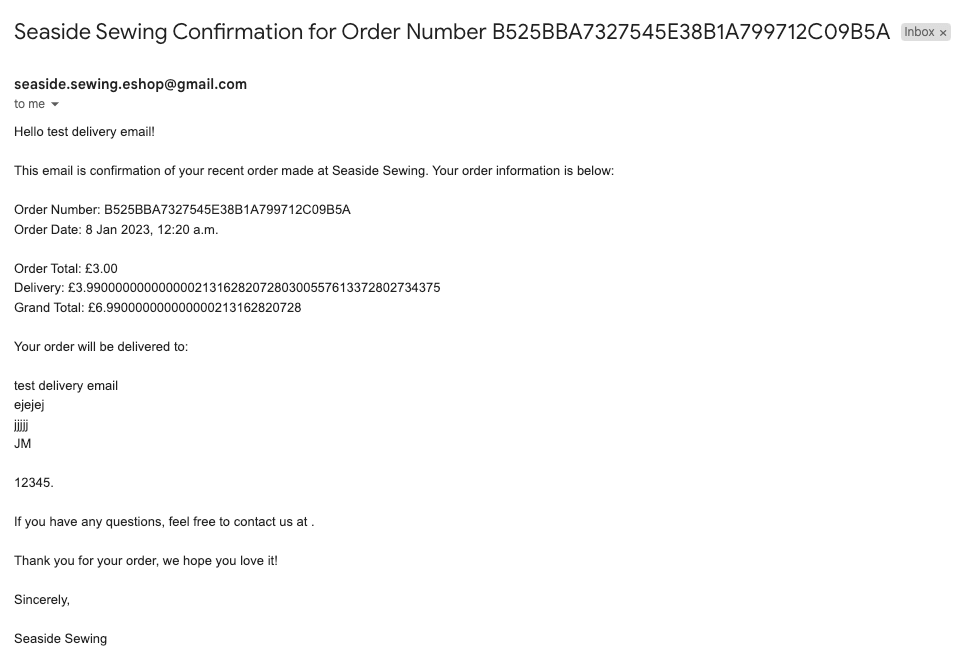 Seaside Sewing Confirmation for Order Number B525BBA7327545E38B1A799712C09B5A Inbox ×
seaside.sewing.eshop@gmail.com
to me
Hello test delivery email!
This email is confirmation of your recent order made at Seaside Sewing. Your order information is below:
Order Number: B525BBA7327545E38B1A799712C09B5A
Order Date: 8 Jan 2023, 12:20 a.m.
Order Total: £3.00
Delivery: £3.99000000000000021316282072803005576133728027​34375
Grand Total: £6.990000000000000213162820728
Your order will be delivered to:
test delivery email
ejejej
jjjjj
JM
12345.
If you have any questions, feel free to contact us at .
Thank you for your order, we hope you love it!
Sincerely,
Seaside Sewing